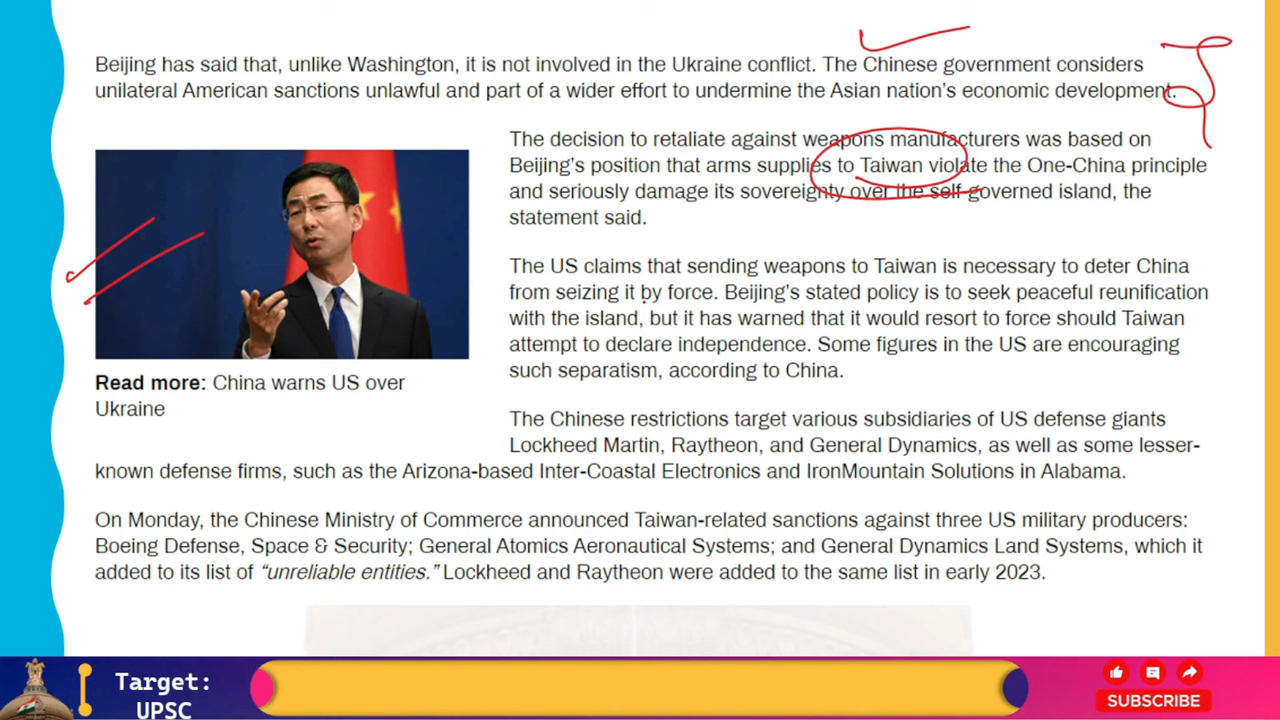 Beijing has said that, unlike Washington, it is not involved in the Ukraine conflict. The Chinese government considers
unilateral American sanctions unlawful and part of a wider effort to undermine the Asian nation's economic development.
The decision to retaliate against weapons manufacturers was based on
Beijing's position that arms supplies to Taiwan violate the One-China principle
and seriously damage its sovereignty over the self-governed island, the
statement said.
The US claims that sending weapons to Taiwan is necessary to deter China
from seizing it by force. Beijing's stated policy is to seek peaceful reunification
with the island, but it has warned that it would resort to force should Taiwan
attempt to declare independence. Some figures in the US are encouraging
such separatism, according to China.
Read more: China warns US over
Ukraine
The Chinese restrictions target various subsidiaries of US defense giants
Lockheed Martin, Raytheon, and General Dynamics, as well as some lesser-
known defense firms, such as the Arizona-based Inter-Coastal Electronics and IronMountain Solutions in Alabama.
On Monday, the Chinese Ministry of Commerce announced Taiwan-related sanctions against three US military producers:
Boeing Defense, Space & Security; General Atomics Aeronautical Systems; and General Dynamics Land Systems, which it
added to its list of “unreliable entities.” Lockheed and Raytheon were added to the same list in early 2023.
Target:
UPSC
SUBSCRIBE